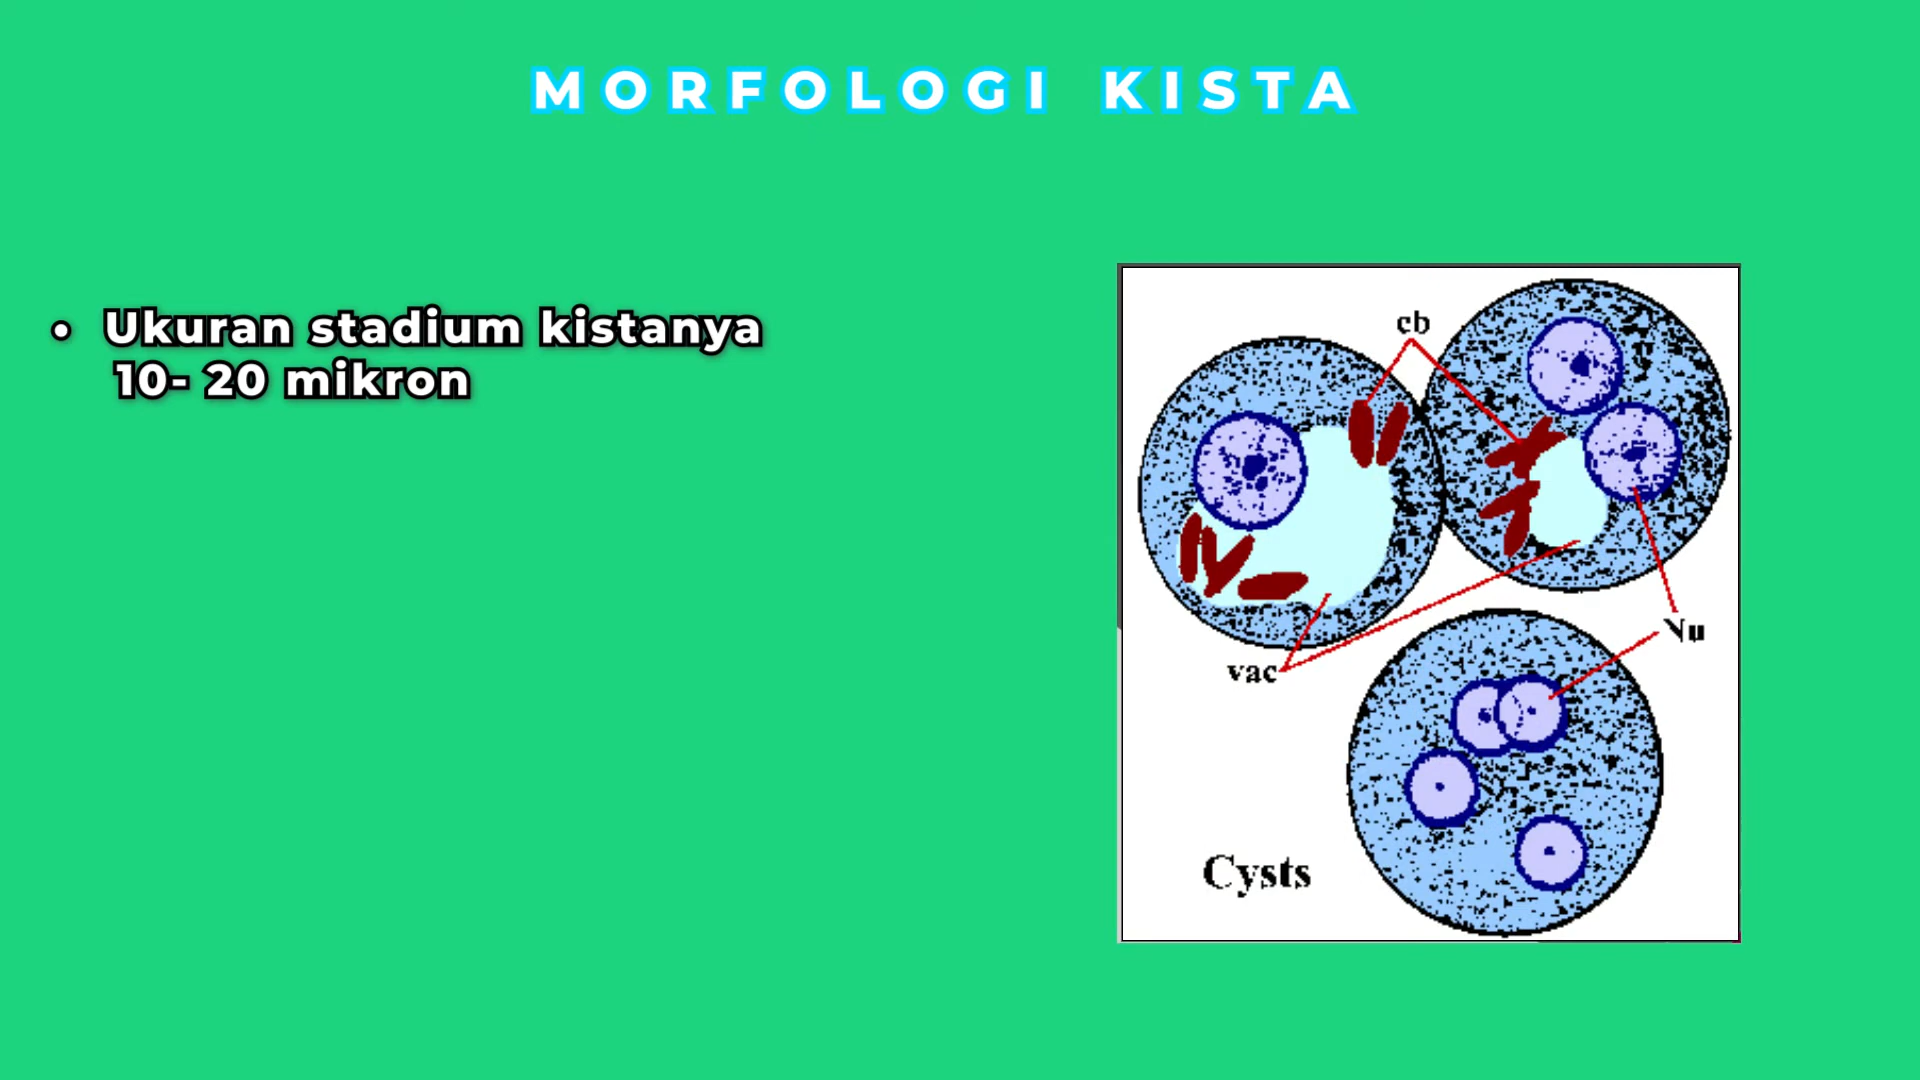 MORFOLOGI KISTA
• Ukuran stadium kistanya
10- 20 mikron
cb
Nu
vac
Cysts